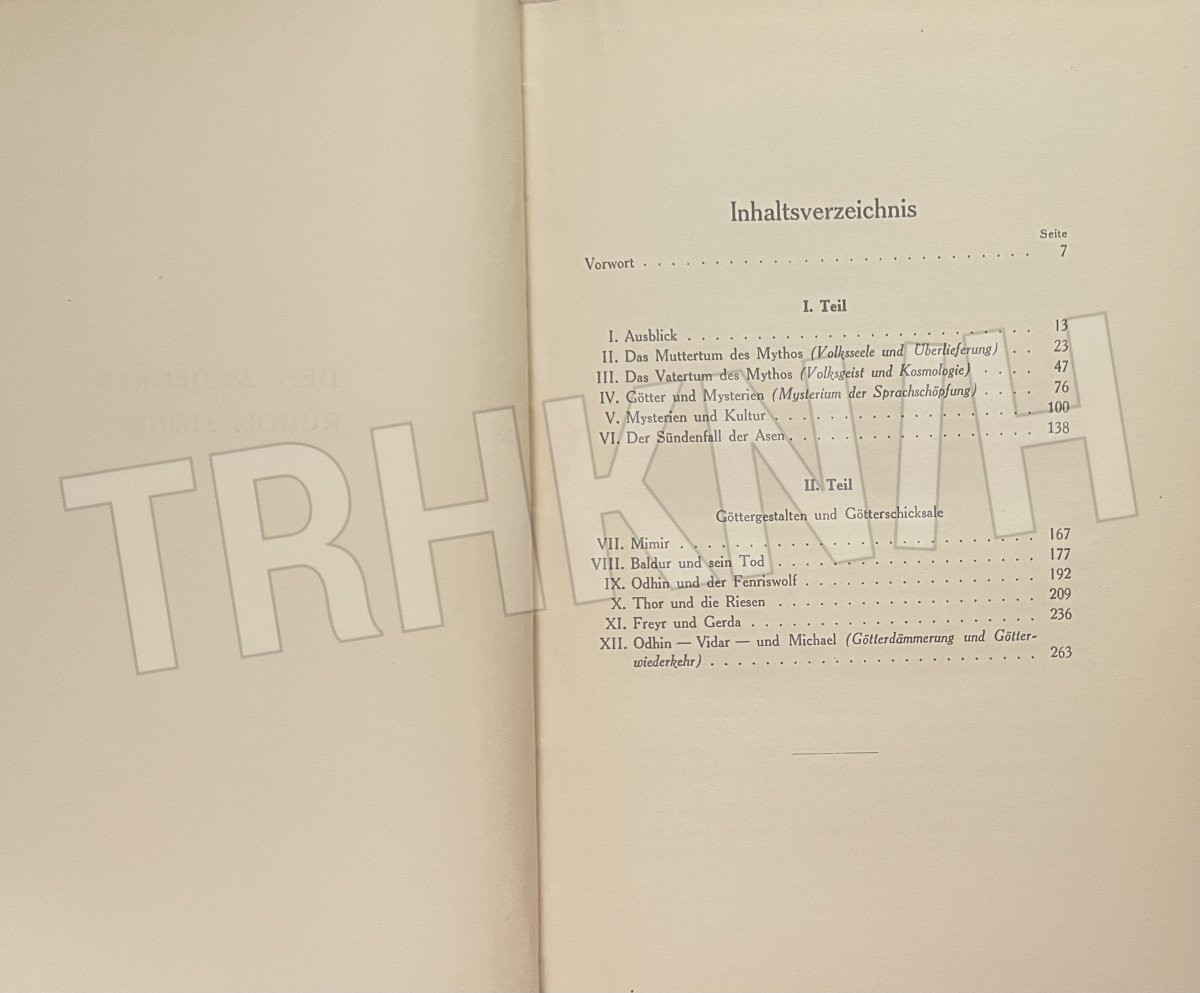 Inhaltsverzeichnis
Seite
Vorwort . . . . . . . . . . . . . . . . . . . . . . . . . . . 7
I. Teil
I. Ausblick . . . . . . . . . . . . . . . . . . . . . . . . 13
II. Das Muttertum des Mythos (Volksseele und Überlieferung) . . 23
III. Das Vatertum des Mythos (Volksgeist und Kosmologie) . . . . 47
IV. Götter und Mysterien (Mysterium der Sprachschöpfung) . . . . 76
V. Mysterien und Kultur . . . . . . . . . . . . . . . . . . 100
VI. Der Sündenfall der Asen . . . . . . . . . . . . . . . . . 138
II. Teil
Göttergestalten und Götterschicksale
VII. Mimir . . . . . . . . . . . . . . . . . . . . . . . . . 167
VIII. Baldur und sein Tod . . . . . . . . . . . . . . . . . . 177
IX. Odhin und der Fenriswolf . . . . . . . . . . . . . . . . 192
X. Thor und die Riesen . . . . . . . . . . . . . . . . . . 209
XI. Freyr und Gerda . . . . . . . . . . . . . . . . . . . . 236
XII. Odhin — Vidar — und Michael (Götterdämmerung und Götter-
wiederkehr) . . . . . . . . . . . . . . . . . . . . . . . 263
TRHKN/H